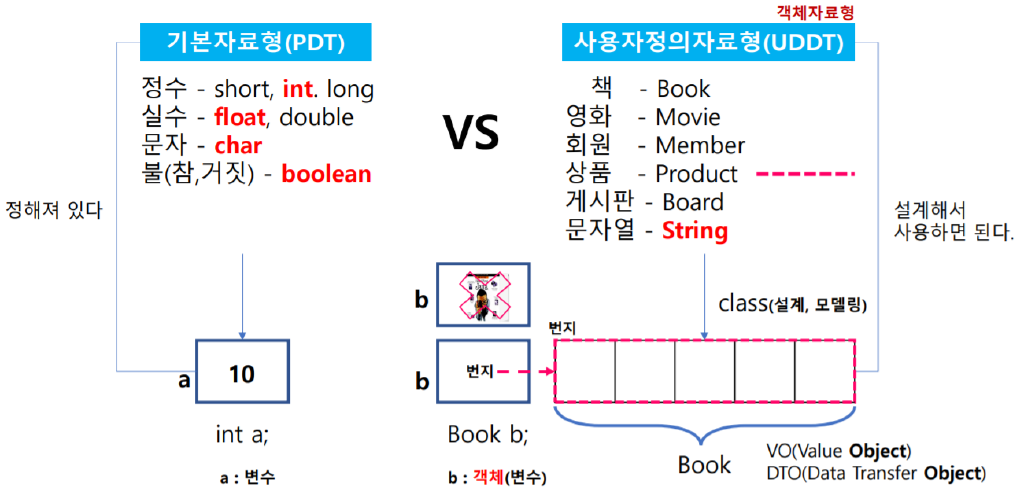 객체자료형
기본자료형(PDT)
사용자정의자료형(UDDT)
정수 - short, int. long
실수 - float, double
문자 - char
불(참,거짓) - boolean
VS
책 - Book
영화 - Movie
회원 - Member
상품 - Product
게시판 - Board
문자열 - String
정해져 있다
설계해서
사용하면 된다.
b
class(설계, 모델링)
번지
a
10
b
번지
int a;
Book b;
Book
VO(Value Object)
DTO(Data Transfer Object)
a : 변수
b : 객체(변수)